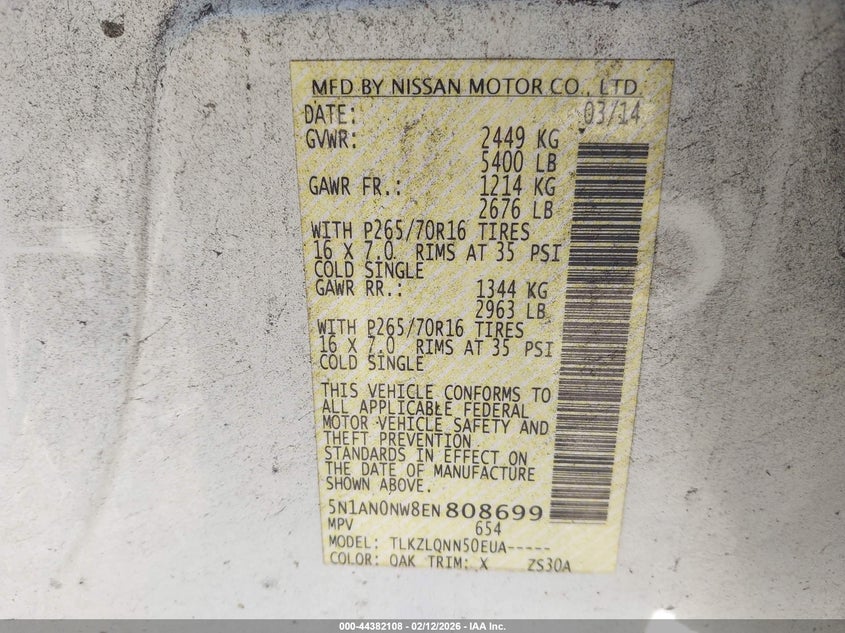 MFD BY NISSAN MOTOR CO., LTD.
DATE: 03/14
GVWR: 2449 KG
5400 LB
GAWR FR.: 1214 KG
2676 LB
WITH P265/70R16 TIRES
16 X 7.0 RIMS AT 35 PSI
COLD SINGLE
GAWR RR.: 1344 KG
2963 LB
WITH P265/70R16 TIRES
16 X 7.0 RIMS AT 35 PSI
COLD SINGLE
THIS VEHICLE CONFORMS TO
ALL APPLICABLE FEDERAL
MOTOR VEHICLE SAFETY AND
THEFT PREVENTION
STANDARDS IN EFFECT ON
THE DATE OF MANUFACTURE
SHOWN ABOVE.
5N1AN0NW8EN808699
MPV 654
MODEL: TLKZLQNN50EUA-----
COLOR: QAK TRIM: X ZS30A
000-44382108 - 02/12/2026 - IAA Inc.